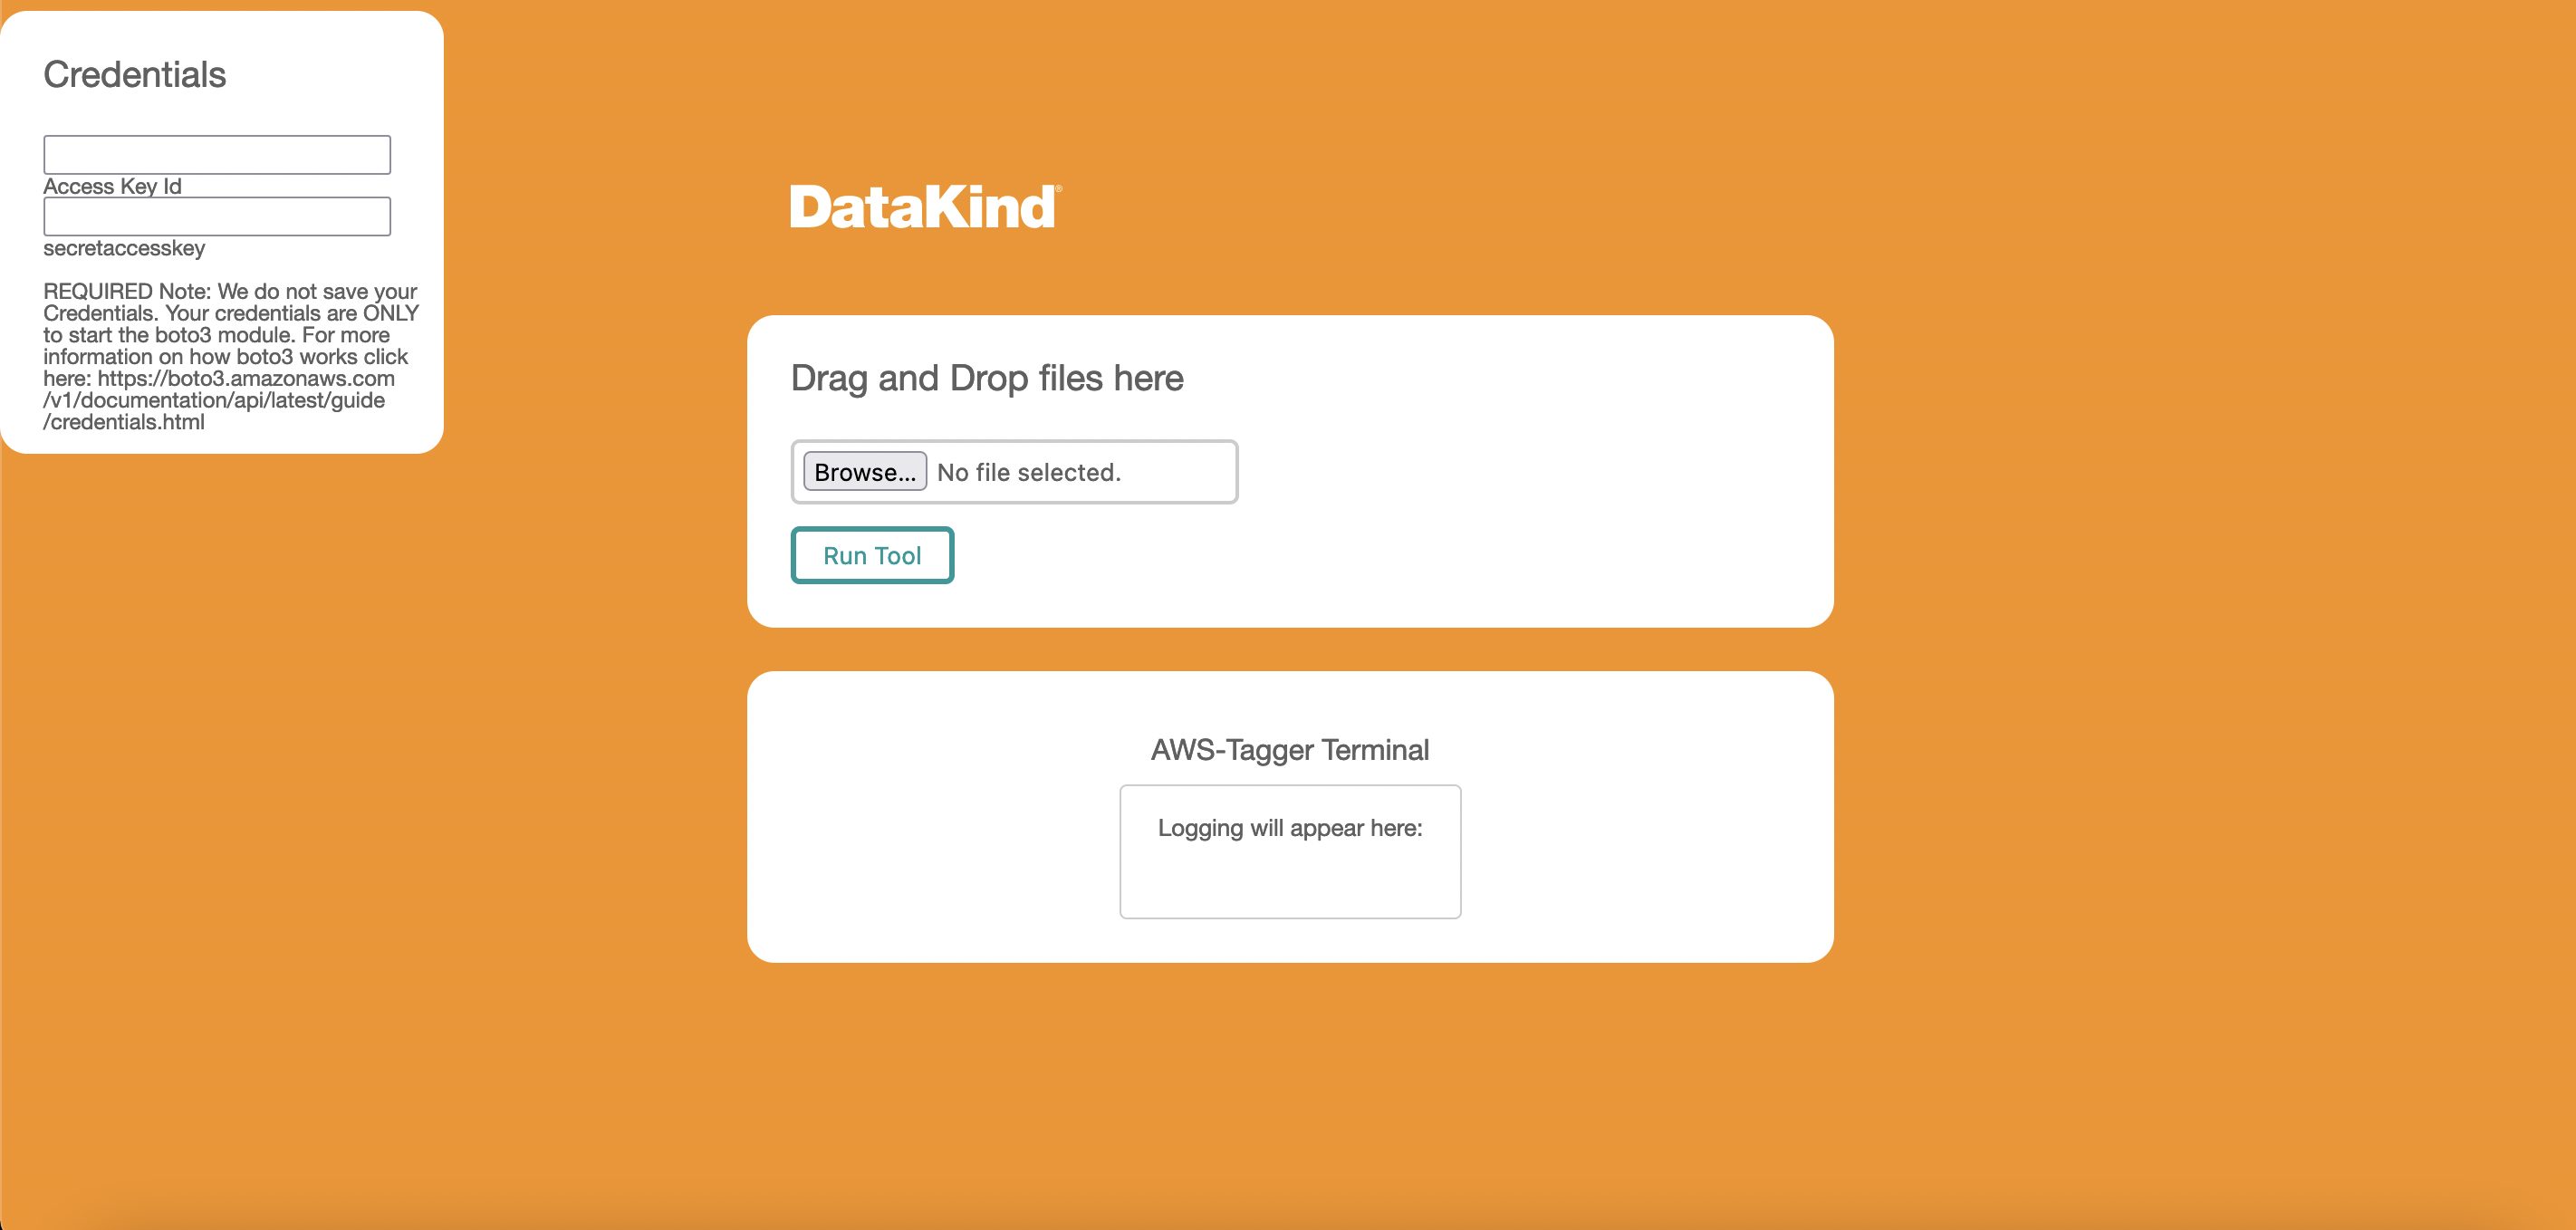 Credentials
Access Key Id
secretaccesskey
REQUIRED Note: We do not save your
Credentials. Your credentials are ONLY
to start the boto3 module. For more
information on how boto3 works click
here: https://boto3.amazonaws.com
/v1/documentation/api/latest/guide
/credentials.html
DataKind®
Drag and Drop files here
Browse... No file selected.
Run Tool
AWS-Tagger Terminal
Logging will appear here: